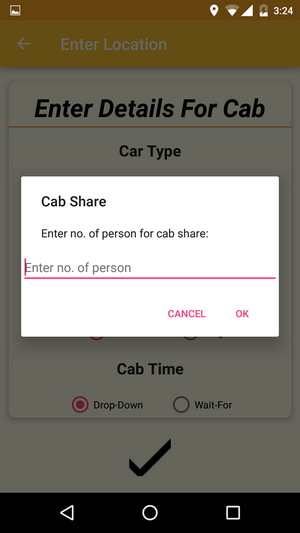 3:24
Enter Location
Enter Details For Cab
Car Type
Cab Share
Enter no. of person for cab share:
Enter no. of person
CANCEL OK
Cab Time
Drop-Down Wait-For